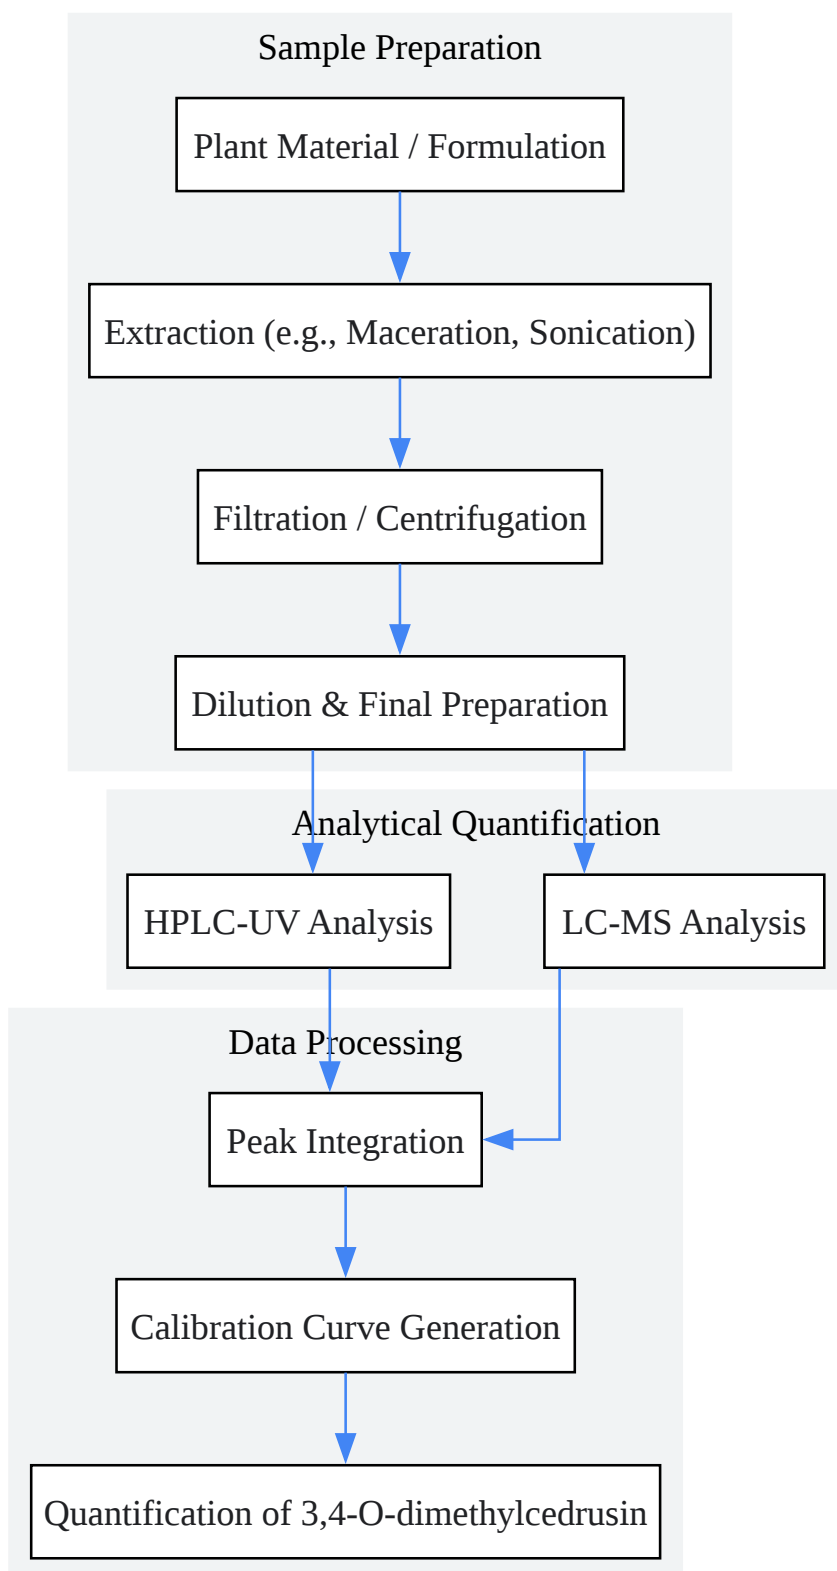 Sample Preparation
Plant Material / Formulation
Extraction (e.g., Maceration, Sonication)
Filtration / Centrifugation
Dilution & Final Preparation
Analytical Quantification
HPLC-UV Analysis
LC-MS Analysis
Data Processing
Peak Integration
Calibration Curve Generation
Quantification of 3,4-O-dimethylcedrusin